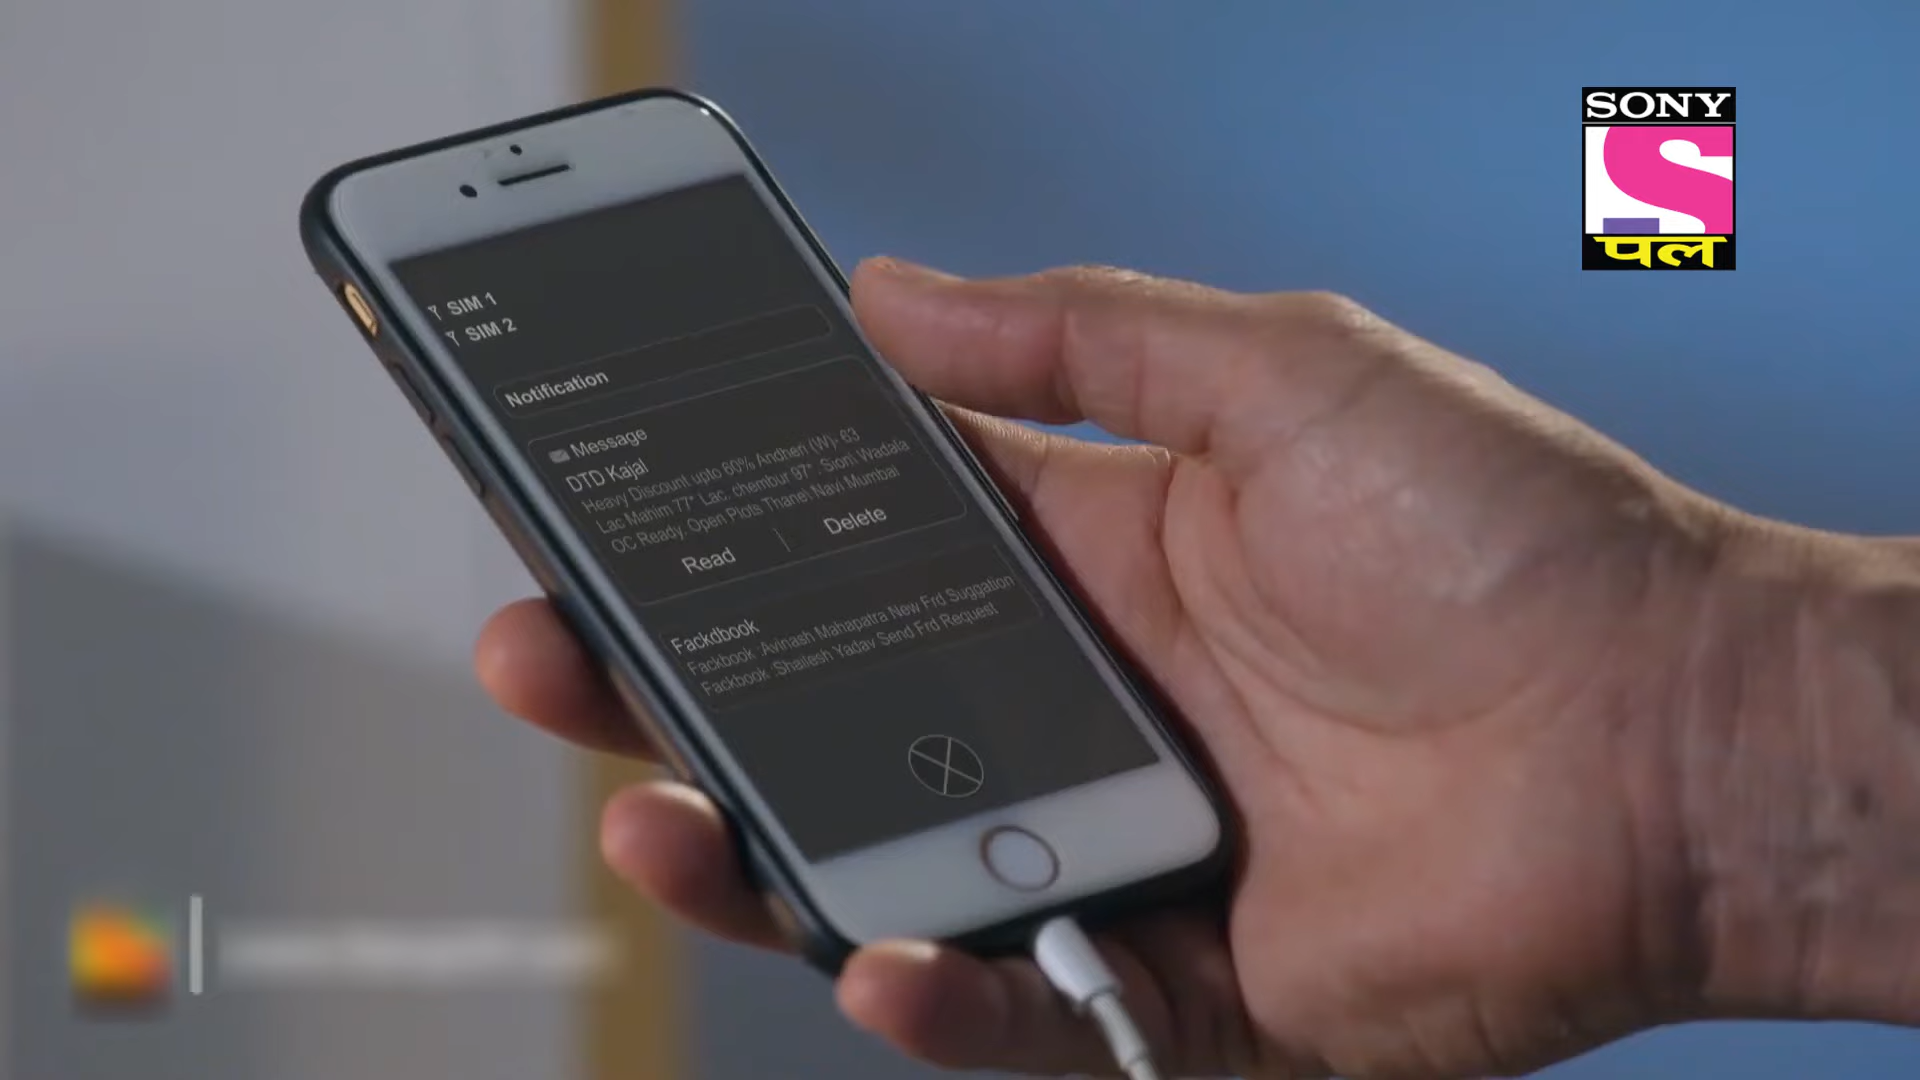 SONY
पल
SIM 1
SIM 2
Notification
Message
DTD Kajal
Heavy Discount upto 60% Andheri (W)- 63
Lac Mahim 77* Lac. chembur 97* .Sion\ Wadala
OC Ready. Open Plots Thane\ Navi Mumbai
Read | Delete
Fackdbook
Fackbook :Avinash Mahapatra New Frd Suggation
Fackbook :Shailesh Yadav Send Frd Request